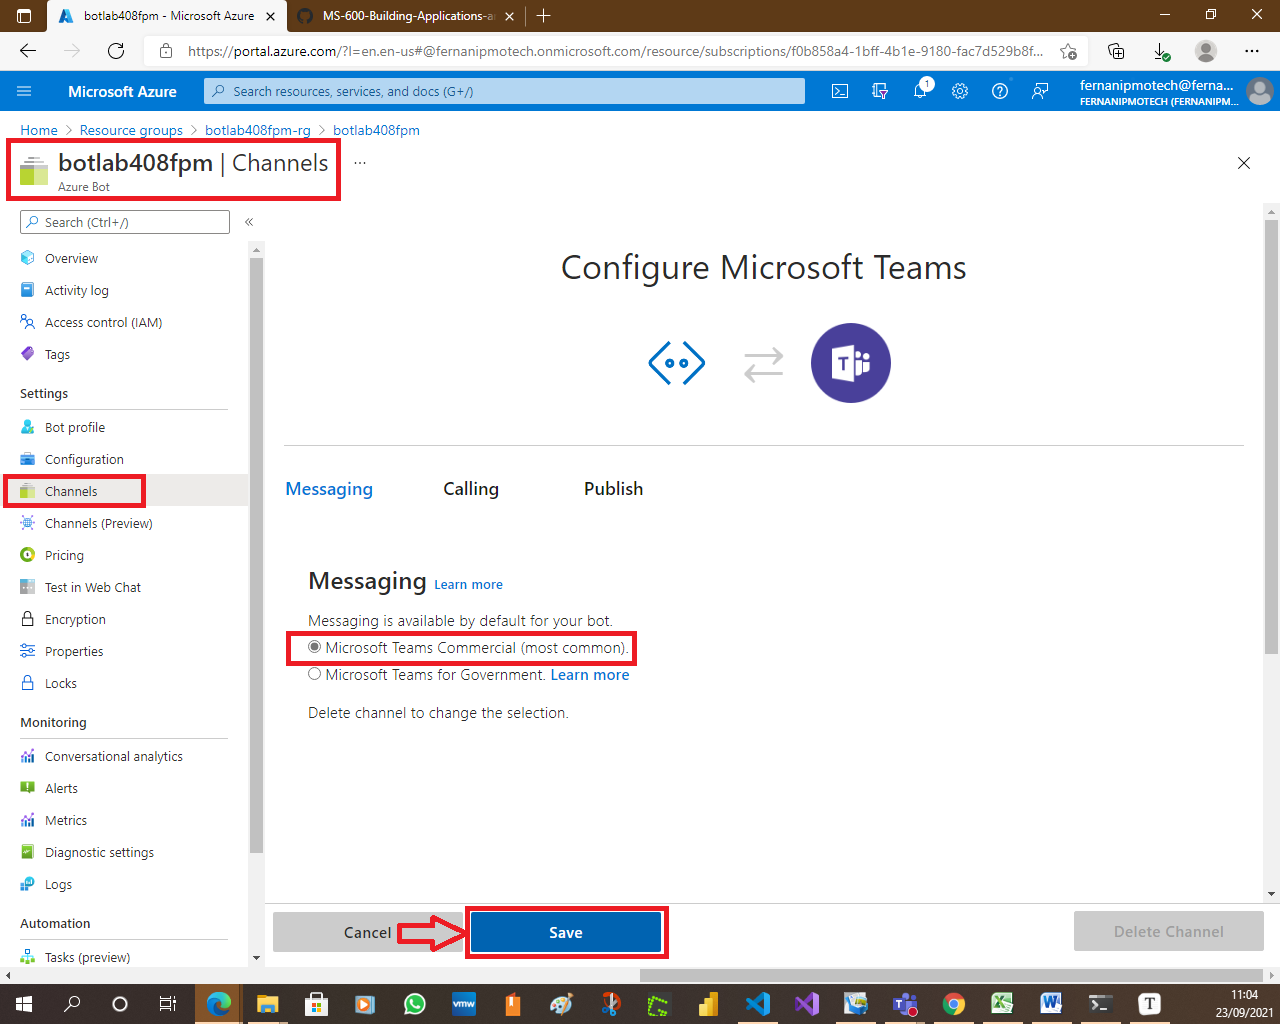 botlab408fpm - Microsoft Azure
MS-600-Building-Applications-a
https://portal.azure.com/?l=en.en-us#@fernanipmotech.onmicrosoft.com/resource/subscriptions/f0b858a4-1bff-4b1e-9180-fac7d529b8f...
Microsoft Azure
Search resources, services, and docs (G+/)
1
fernanipmotech@ferna...
FERNANIPMOTECH (FERNANIPM...
Home > Resource groups > botlab408fpm-rg > botlab408fpm
botlab408fpm | Channels ...
Azure Bot
Search (Ctrl+/)
«
Overview
Activity log
Access control (IAM)
Tags
Settings
Bot profile
Configuration
Channels
Channels (Preview)
Pricing
Test in Web Chat
Encryption
Properties
Locks
Monitoring
Conversational analytics
Alerts
Metrics
Diagnostic settings
Logs
Automation
Tasks (preview)
Configure Microsoft Teams
T
Messaging Calling Publish
Messaging Learn more
Messaging is available by default for your bot.
Microsoft Teams Commercial (most common).
Microsoft Teams for Government. Learn more
Delete channel to change the selection.
Cancel
Save
Delete Channel
vmw
T
11:04
23/09/2021